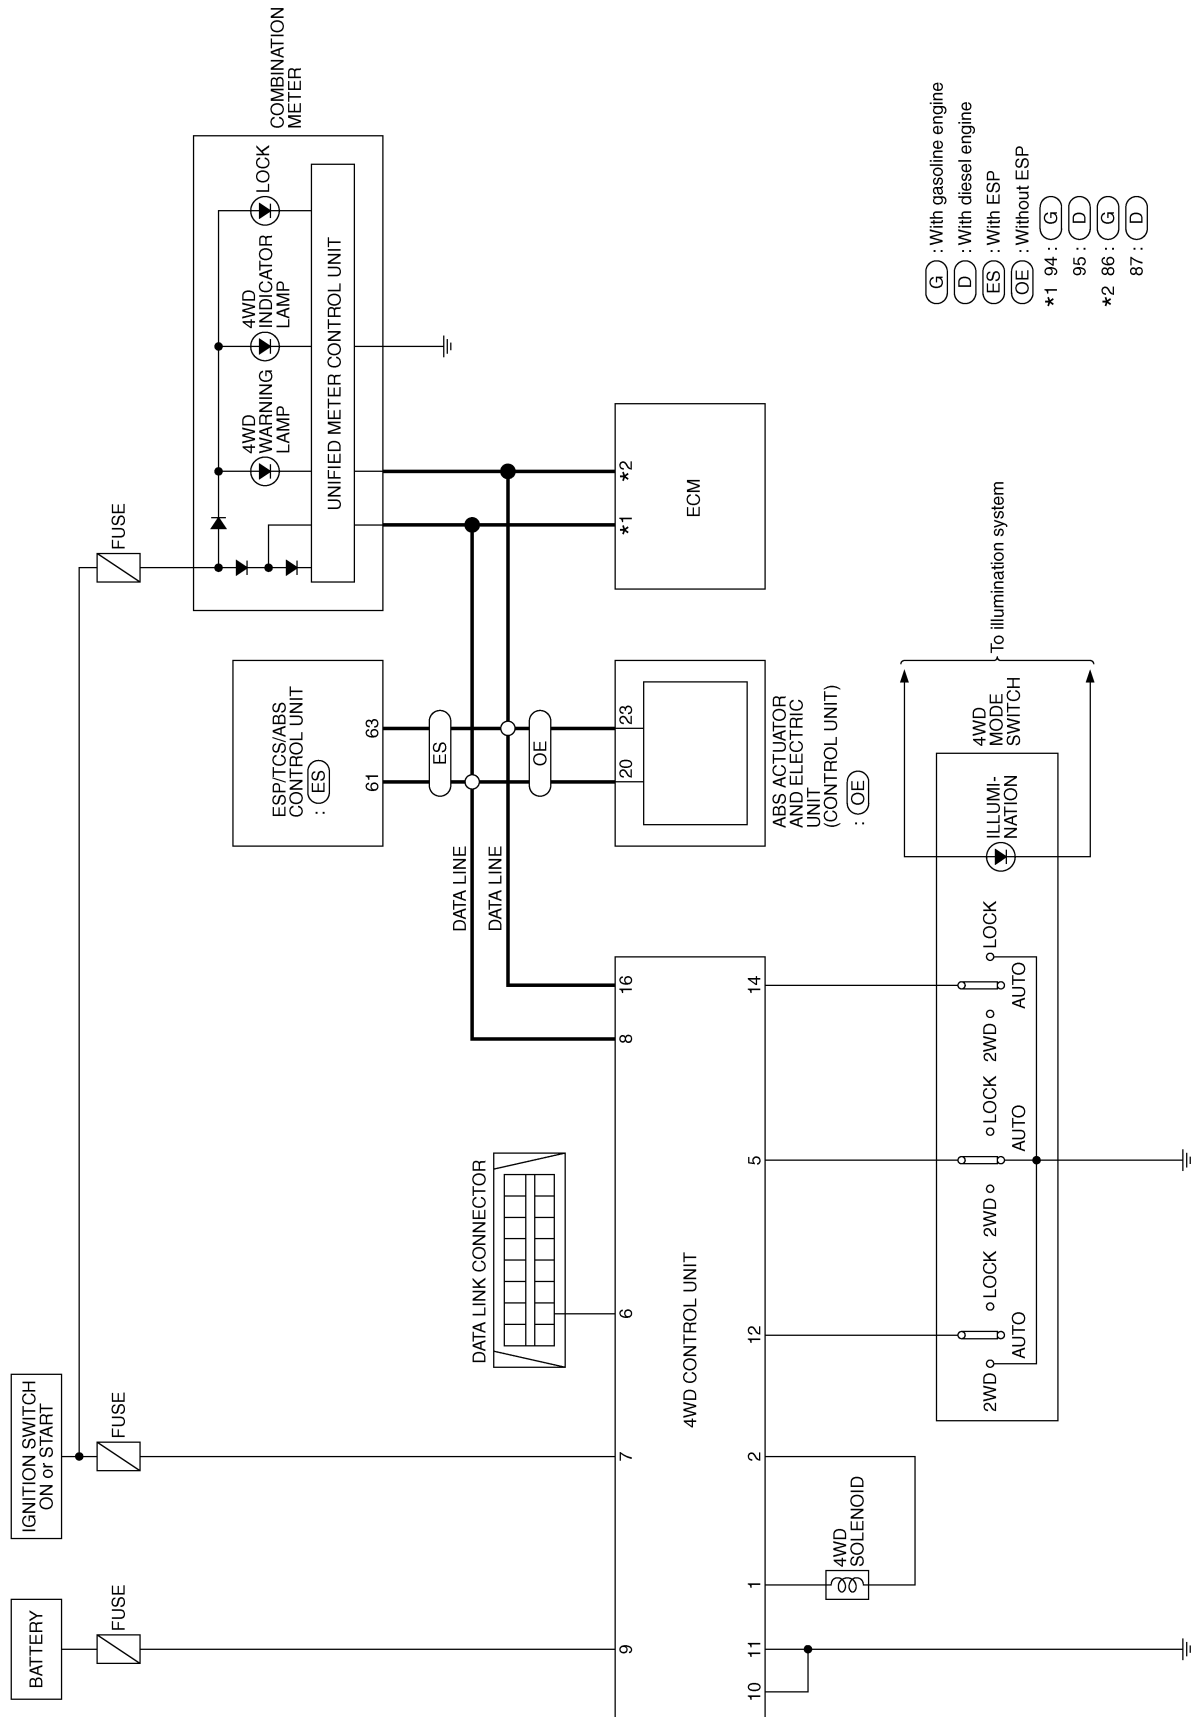 BATTERY
FUSE
IGNITION SWITCH
ON or START
FUSE
FUSE
COMBINATION
METER
4WD
WARNING
LAMP
4WD
INDICATOR
LAMP
LOCK
UNIFIED METER CONTROL UNIT
DATA LINK CONNECTOR
ESP/TCS/ABS
CONTROL UNIT
: ES
61
63
ES
OE
DATA LINE
DATA LINE
20
23
ABS ACTUATOR
AND ELECTRIC
UNIT
(CONTROL UNIT)
: OE
*1
*2
ECM
9
7
6
8
16
4WD CONTROL UNIT
10
11
1
2
12
5
14
4WD
SOLENOID
2WD
AUTO
LOCK
2WD
AUTO
LOCK
2WD
AUTO
LOCK
ILLUMI-
NATION
4WD
MODE
SWITCH
To illumination system
G : With gasoline engine
D : With diesel engine
ES : With ESP
OE : Without ESP
*1 94 : G
95 : D
*2 86 : G
87 : D